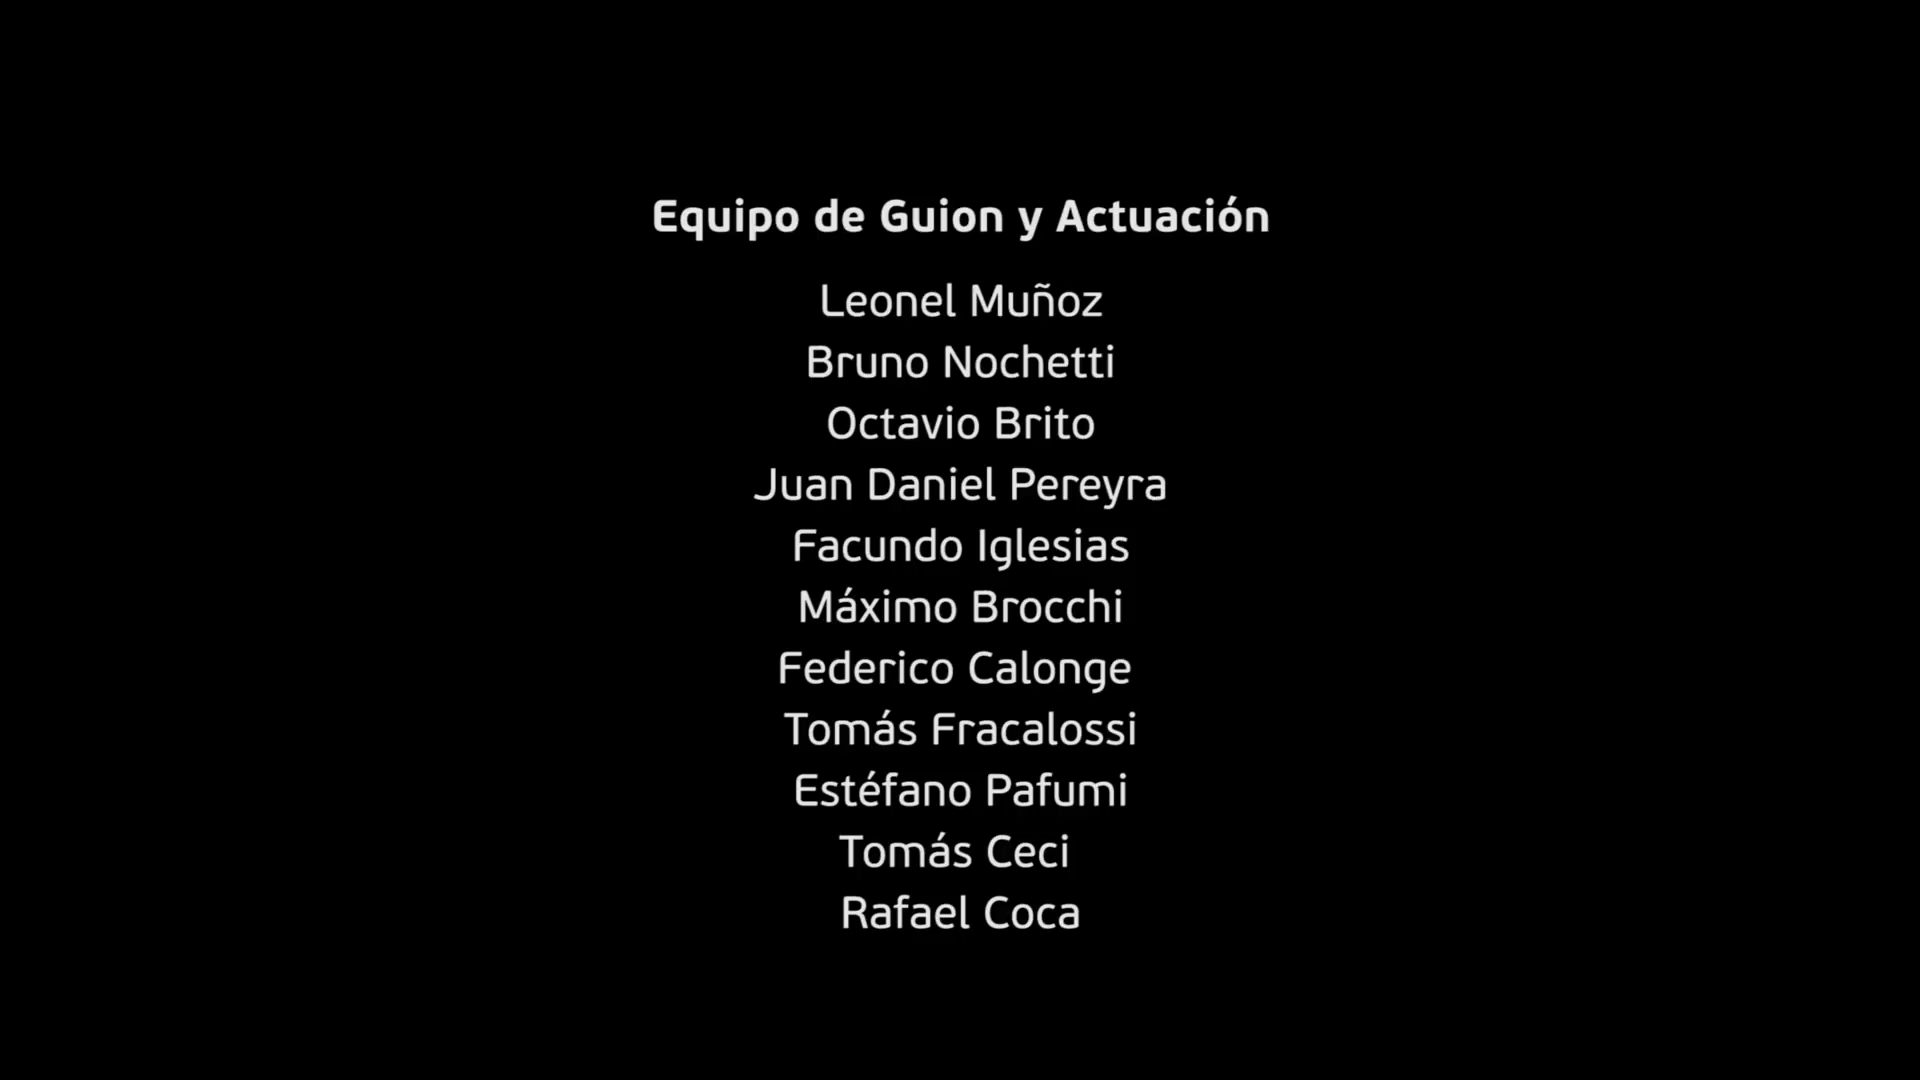 Equipo de Guion y Actuación
Leonel Muñoz
Bruno Nochetti
Octavio Brito
Juan Daniel Pereyra
Facundo Iglesias
Máximo Brocchi
Federico Calonge
Tomás Fracalossi
Estéfano Pafumi
Tomás Ceci
Rafael Coca